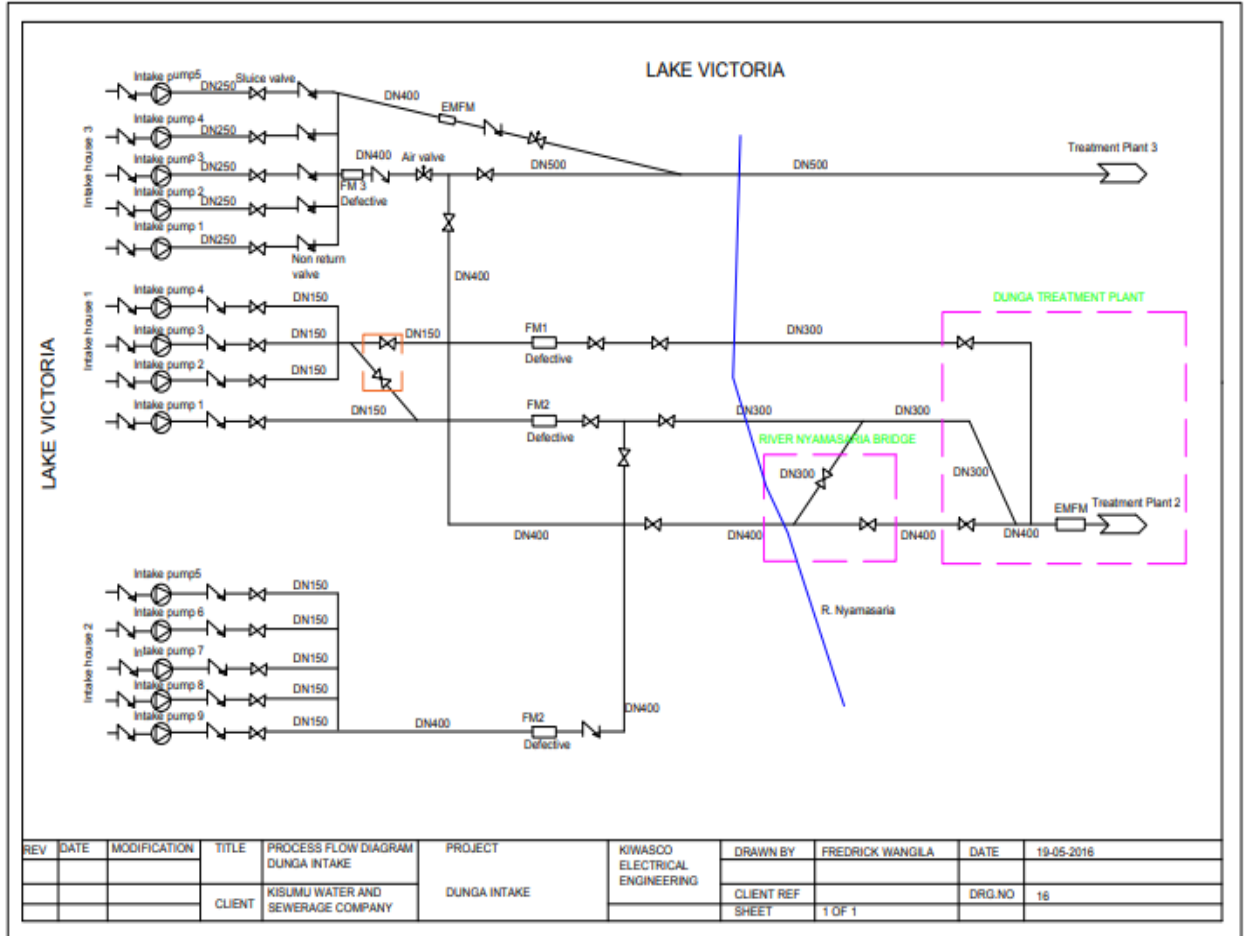 LAKE VICTORIA
Intake pump5
DN250
Sluice valve
DN400
EMFM
Intake pump 4
DN250
Intake pump 3
DN250
DN400
Air valve
DN500
DN500
Treatment Plant 3
FM 3
Defective
Intake house 3
Intake pump 2
DN250
Intake pump 1
DN250
Non return
valve
DN400
Intake house 1
Intake pump 4
DN150
DUNGA TREATMENT PLANT
Intake pump 3
DN150
DN150
FM1
Defective
DN300
Intake pump 2
DN150
LAKE VICTORIA
Intake pump 1
DN150
FM2
Defective
DN300
DN300
RIVER NYAMASARIA BRIDGE
DN300
DN300
EMFM
Treatment Plant 2
DN400
DN400
DN400
DN400
Intake house 2
Intake pump5
DN150
Intake pump 6
DN150
R. Nyamasaria
Intake pump 7
DN150
Intake pump 8
DN150
Intake pump 9
DN150
DN400
FM2
Defective
DN400
REV DATE MODIFICATION
TITLE
PROCESS FLOW DIAGRAM
DUNGA INTAKE
CLIENT
KISUMU WATER AND
SEWERAGE COMPANY
PROJECT
DUNGA INTAKE
KIWASCO
ELECTRICAL
ENGINEERING
DRAWN BY FREDRICK WANGILA DATE 19-05-2016
CLIENT REF DRG.NO 16
SHEET 1 OF 1